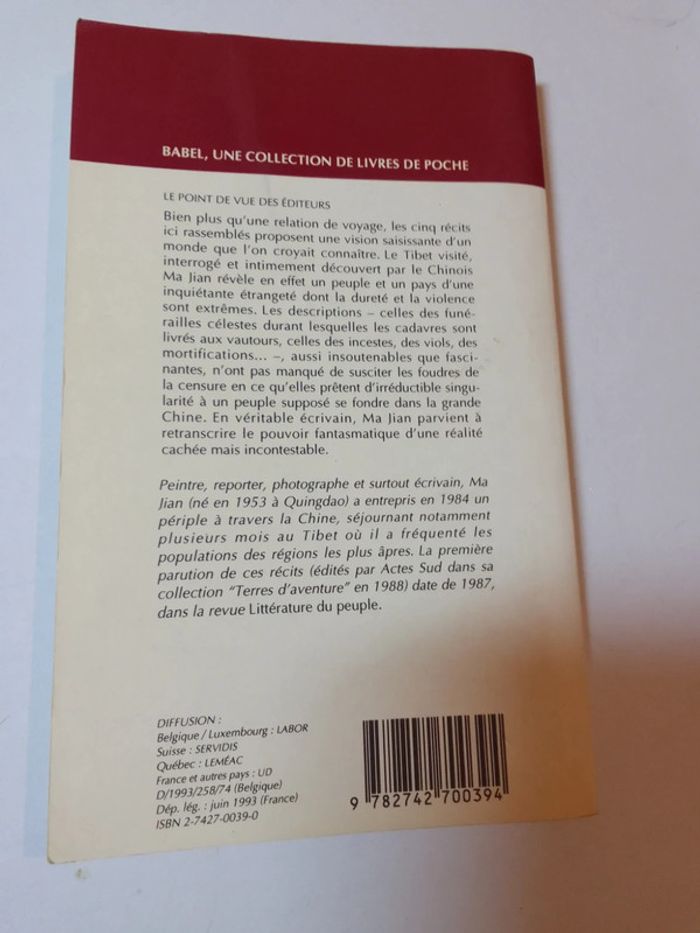 BABEL, UNE COLLECTION DE LIVRES DE POCHE
LE POINT DE VUE DES ÉDITEURS
Bien plus qu'une relation de voyage, les cinq récits
ici rassemblés proposent une vision saisissante d'un
monde que l'on croyait connaître. Le Tibet visité,
interrogé et intimement découvert par le Chinois
Ma Jian révèle en effet un peuple et un pays d'une
inquiétante étrangeté dont la dureté et la violence
sont extrêmes. Les descriptions – celles des funé-
railles célestes durant lesquelles les cadavres sont
livrés aux vautours, celles des incestes, des viols, des
mortifications... –, aussi insoutenables que fasci-
nantes, n'ont pas manqué de susciter les foudres de
la censure en ce qu'elles prêtent d'irréductible singu-
larité à un peuple supposé se fondre dans la grande
Chine. En véritable écrivain, Ma Jian parvient à
retranscrire le pouvoir fantasmatique d'une réalité
cachée mais incontestable.
Peintre, reporter, photographe et surtout écrivain, Ma
Jian (né en 1953 à Quingdao) a entrepris en 1984 un
périple à travers la Chine, séjournant notamment
plusieurs mois au Tibet où il a fréquenté les
populations des régions les plus âpres. La première
parution de ces récits (édités par Actes Sud dans sa
collection "Terres d'aventure" en 1988) date de 1987,
dans la revue Littérature du peuple.
DIFFUSION :
Belgique / Luxembourg : LABOR
Suisse : SERVIDIS
Québec : LEMÉAC
France et autres pays : UD
D/1993/258/74 (Belgique)
Dép. lég. : juin 1993 (France)
ISBN 2-7427-0039-0
9 782742 700394